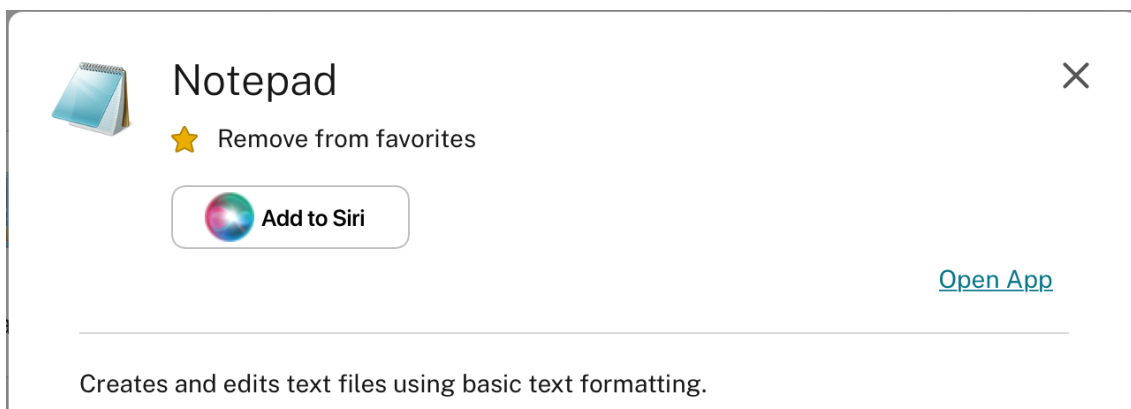 Notepad
Remove from favorites
Add to Siri
Open App
Creates and edits text files using basic text formatting.